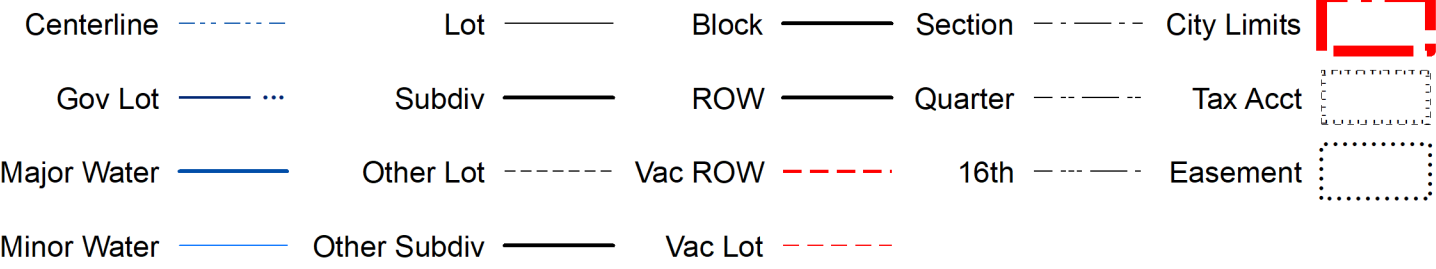 Centerline Lot Block Section City Limits
Gov Lot Subdiv ROW Quarter Tax Acct
Major Water Other Lot Vac ROW 16th Easement
Minor Water Other Subdiv Vac Lot